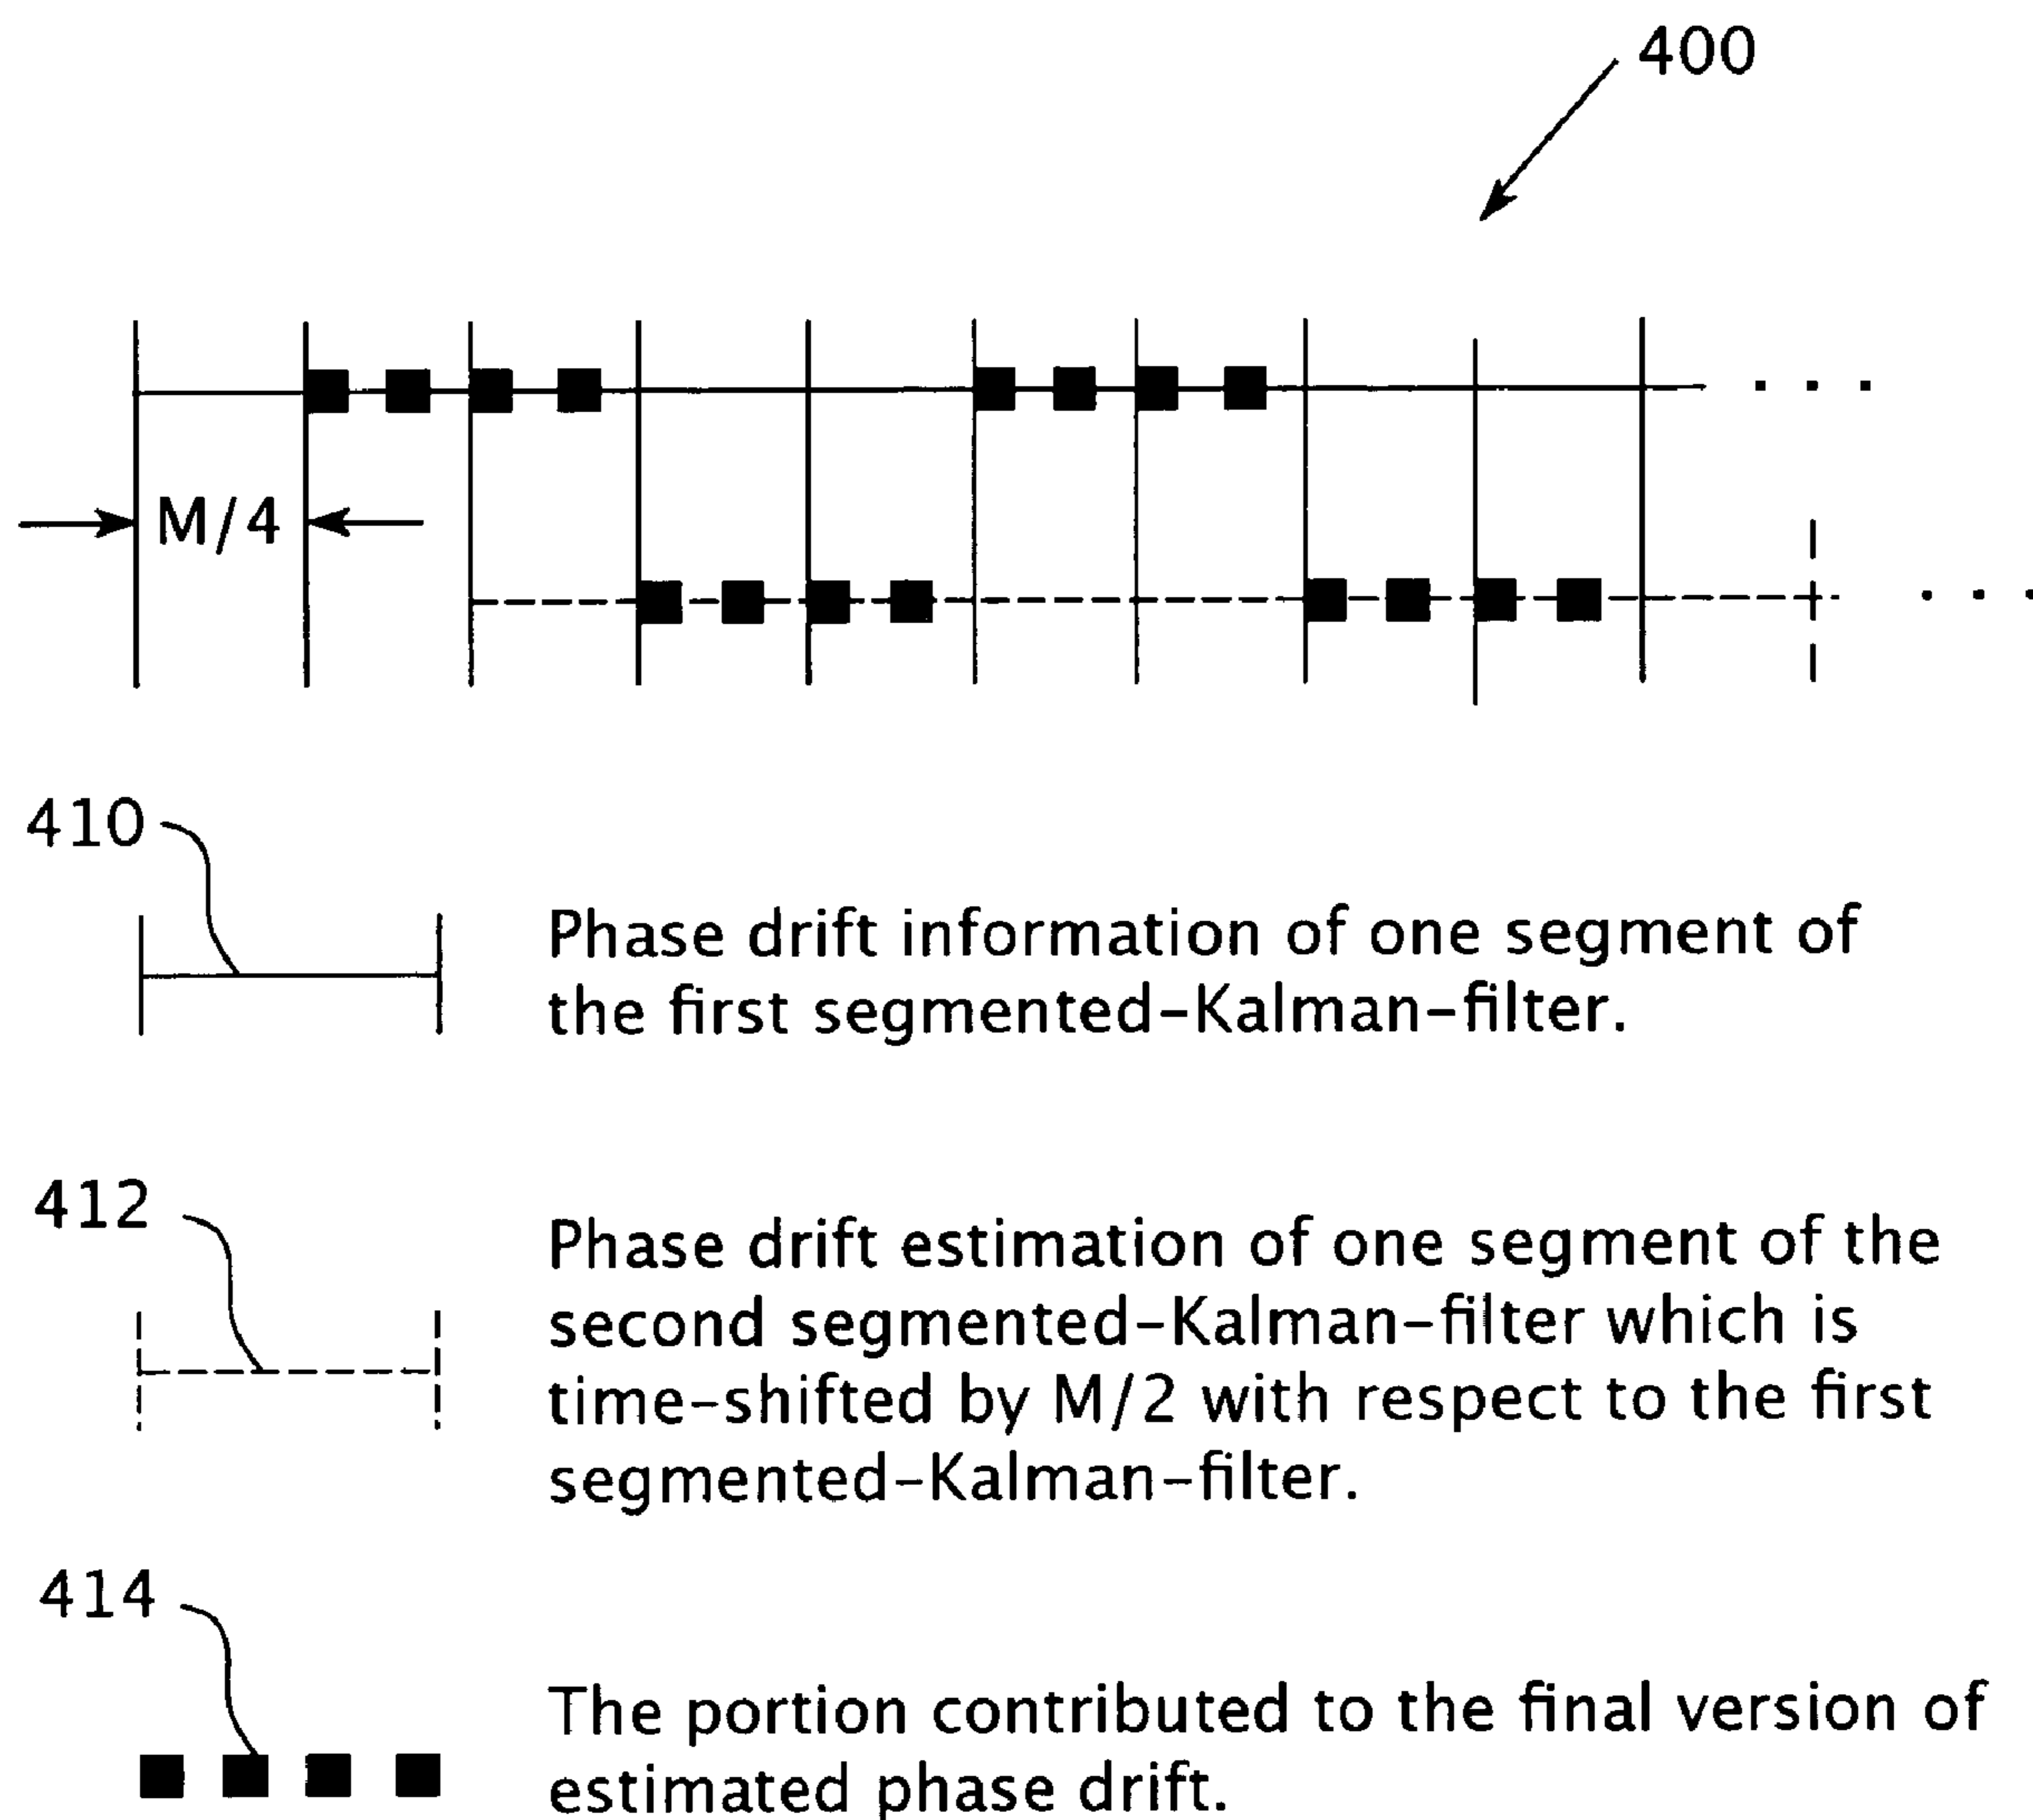 400
. . .
M/4
. . .
410
Phase drift information of one segment of
the first segmented-Kalman-filter.
412
Phase drift estimation of one segment of the
second segmented-Kalman-filter which is
time-shifted by M/2 with respect to the first
segmented-Kalman-filter.
414
The portion contributed to the final version of
estimated phase drift.